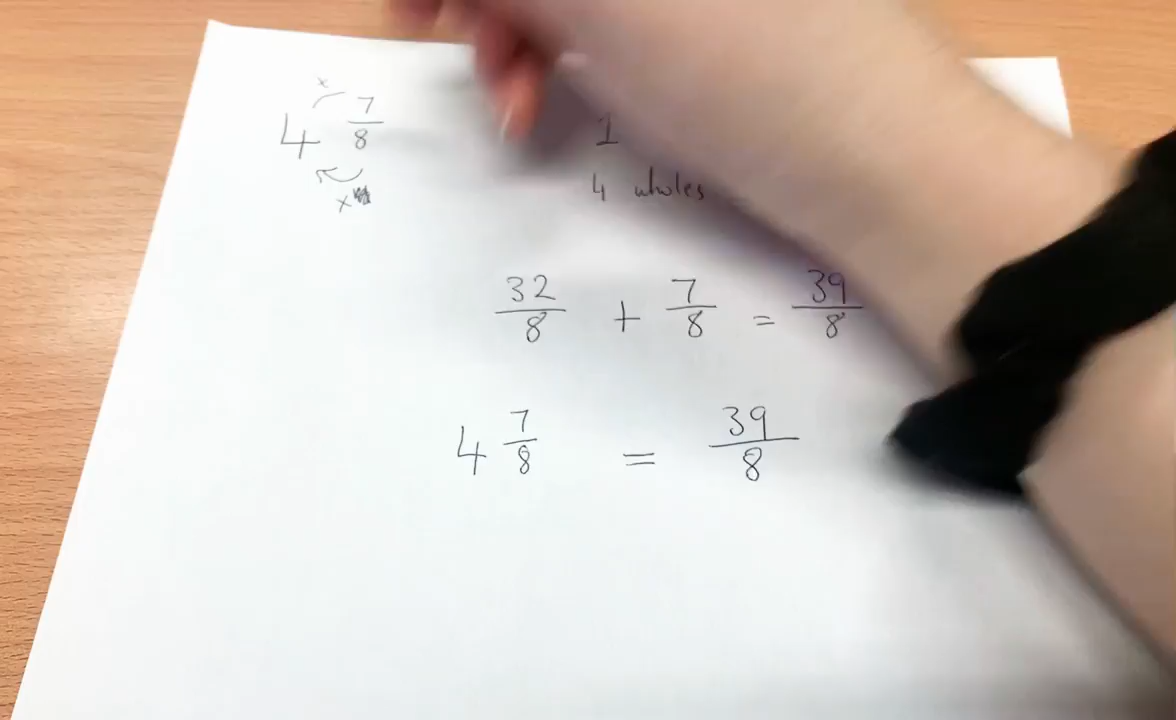 x
4 7/8
x
1
4 wholes
32/8 + 7/8 = 39/8
4 7/8 = 39/8